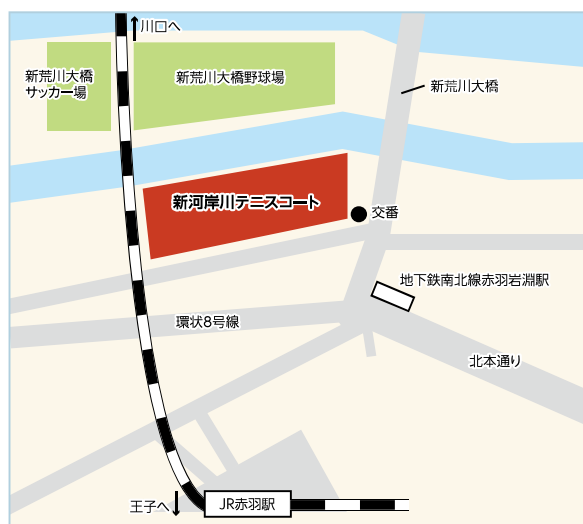 川口へ
新荒川大橋
サッカー場
新荒川大橋野球場
新荒川大橋
新河岸川テニスコート
交番
地下鉄南北線赤羽岩淵駅
環状8号線
北本通り
王子へ
JR赤羽駅